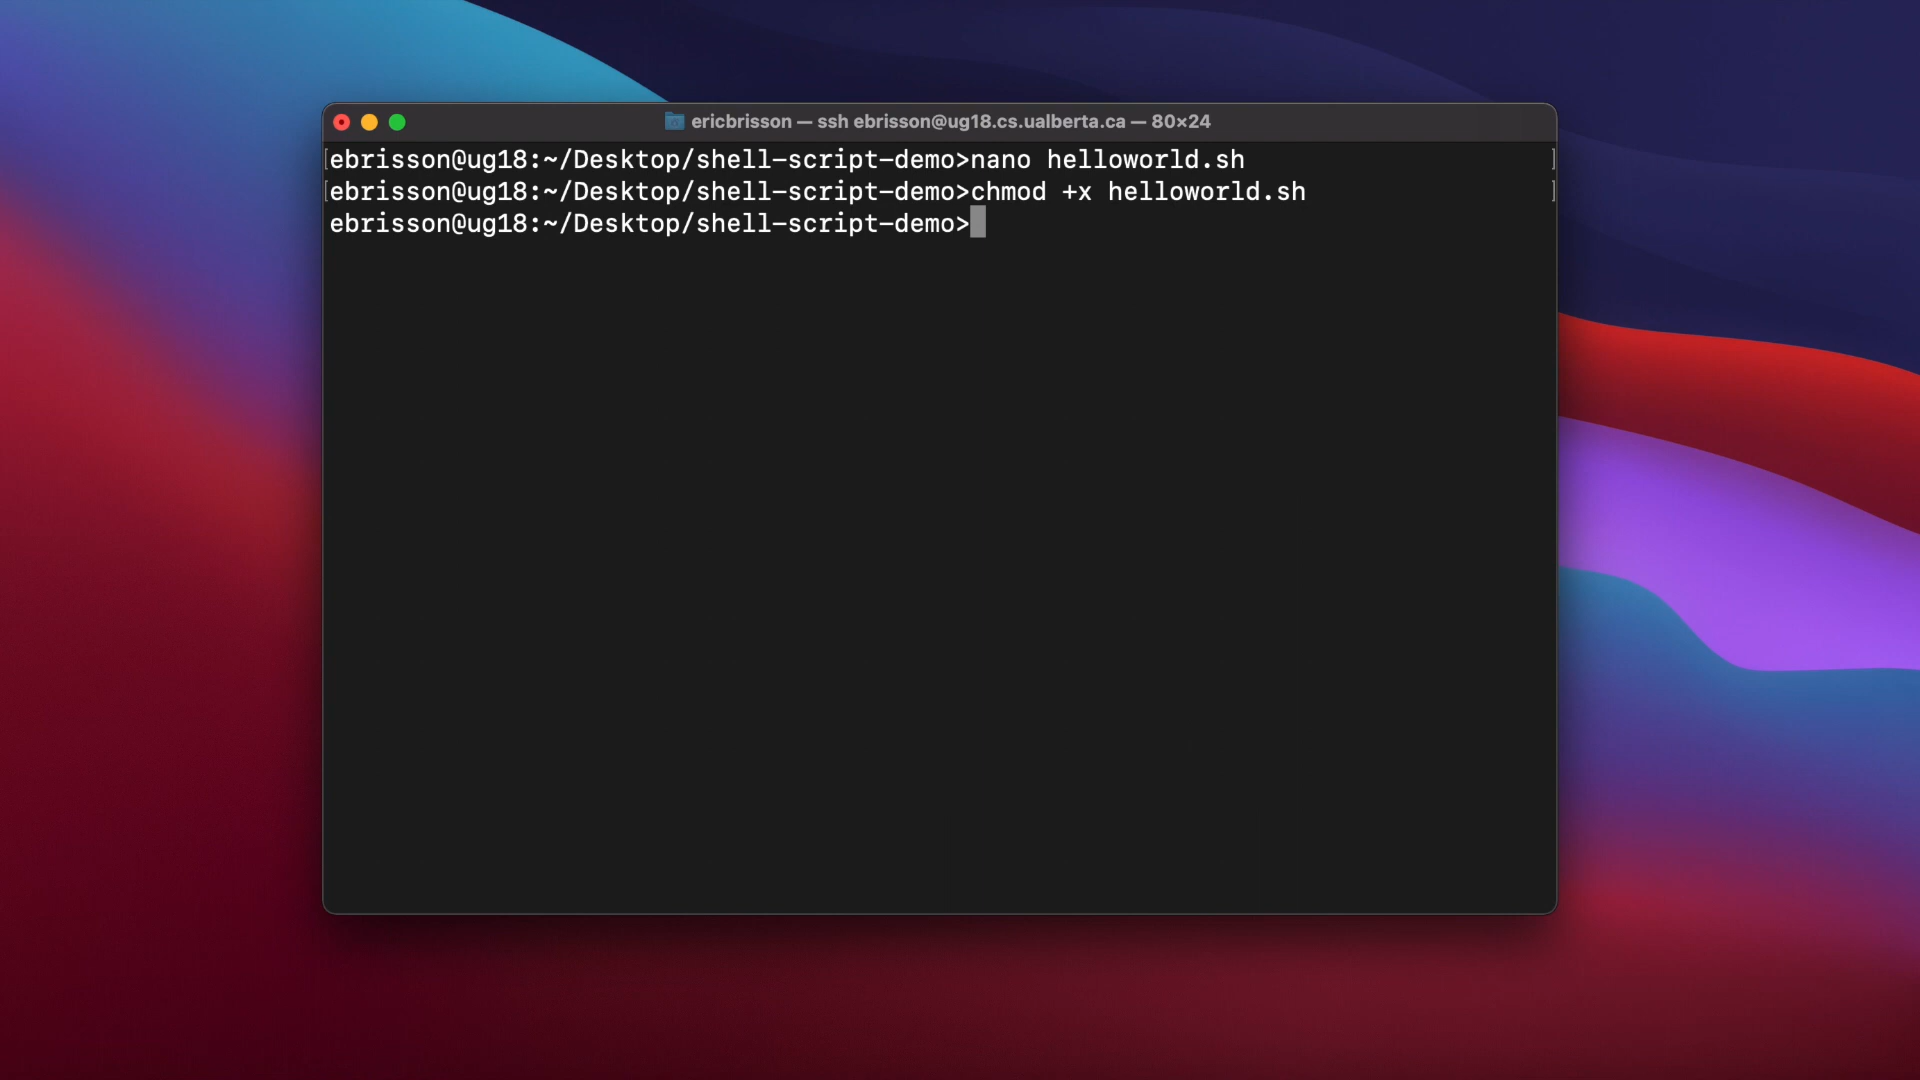 ericbrisson — ssh ebrisson@ug18.cs.ualberta.ca — 80×24
[ebrisson@ug18:~/Desktop/shell-script-demo>nano helloworld.sh ]
[ebrisson@ug18:~/Desktop/shell-script-demo>chmod +x helloworld.sh ]
ebrisson@ug18:~/Desktop/shell-script-demo>